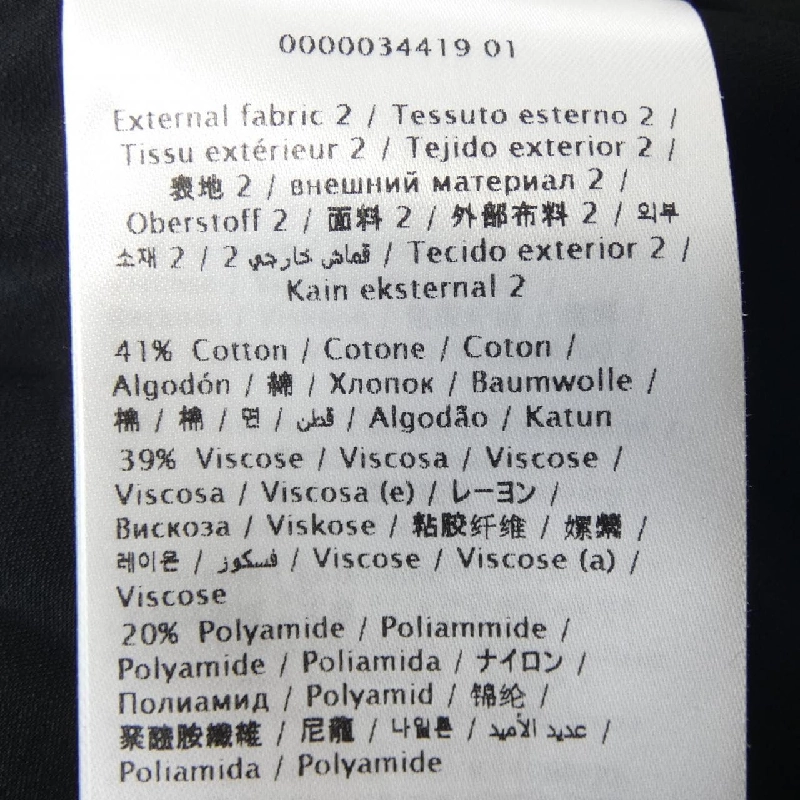 0000034419 01
External fabric 2 / Tessuto esterno 2 /
Tissu extérieur 2 / Tejido exterior 2 /
表地 2 / внешний материал 2 /
Oberstoff 2 / 面料 2 / 外部布料 2 / 외부
소재 2 / 2 قماش خارجي / Tecido exterior 2 /
Kain eksternal 2
41% Cotton / Cotone / Coton /
Algodón / 綿 / Хлопок / Baumwolle /
棉 / 棉 / 면 / قطن / Algodão / Katun
39% Viscose / Viscosa / Viscose /
Viscosa / Viscosa (e) / レーヨン /
Вискоза / Viskose / 粘胶纤维 / 嫘縈 /
레이온 / فسكوز / Viscose / Viscose (a) /
Viscose
20% Polyamide / Poliammide /
Polyamide / Poliamida / ナイロン /
Полиамид / Polyamid / 锦纶 /
聚醯胺纖維 / 尼龍 / 나일론 / عديد الأميد /
Poliamida / Polyamide